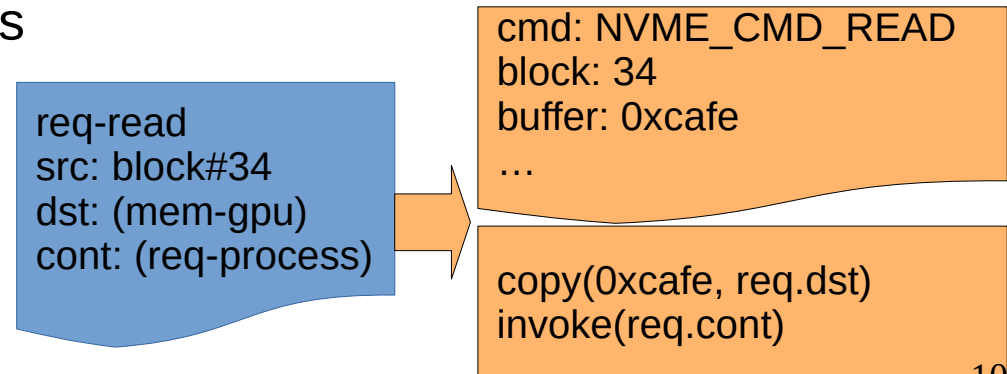 s
req-read
src: block#34
dst: (mem-gpu)
cont: (req-process)
cmd: NVME_CMD_READ
block: 34
buffer: 0xcafe
…
copy(0xcafe, req.dst)
invoke(req.cont)